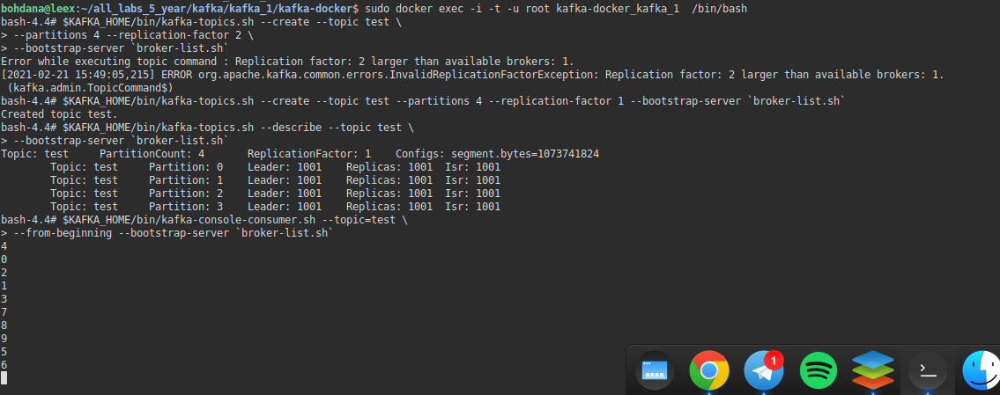 bohdana@leex:~/all_labs_5_year/kafka/kafka_1/kafka-docker$ sudo docker exec -i -t -u root kafka-docker_kafka_1  /bin/bash
bash-4.4# $KAFKA_HOME/bin/kafka-topics.sh --create --topic test \
> --partitions 4 --replication-factor 2 \
> --bootstrap-server `broker-list.sh`
Error while executing topic command : Replication factor: 2 larger than available brokers: 1.
[2021-02-21 15:49:05,215] ERROR org.apache.kafka.common.errors.InvalidReplicationFactorException: Replication factor: 2 larger than available brokers: 1.
 (kafka.admin.TopicCommand$)
bash-4.4# $KAFKA_HOME/bin/kafka-topics.sh --create --topic test --partitions 4 --replication-factor 1 --bootstrap-server `broker-list.sh`
Created topic test.
bash-4.4# $KAFKA_HOME/bin/kafka-topics.sh --describe --topic test \
> --bootstrap-server `broker-list.sh`
Topic: test     PartitionCount: 4       ReplicationFactor: 1    Configs: segment.bytes=1073741824
        Topic: test     Partition: 0    Leader: 1001    Replicas: 1001  Isr: 1001
        Topic: test     Partition: 1    Leader: 1001    Replicas: 1001  Isr: 1001
        Topic: test     Partition: 2    Leader: 1001    Replicas: 1001  Isr: 1001
        Topic: test     Partition: 3    Leader: 1001    Replicas: 1001  Isr: 1001
bash-4.4# $KAFKA_HOME/bin/kafka-console-consumer.sh --topic=test \
> --from-beginning --bootstrap-server `broker-list.sh`
4
0
2
1
3
7
8
9
5
6
1